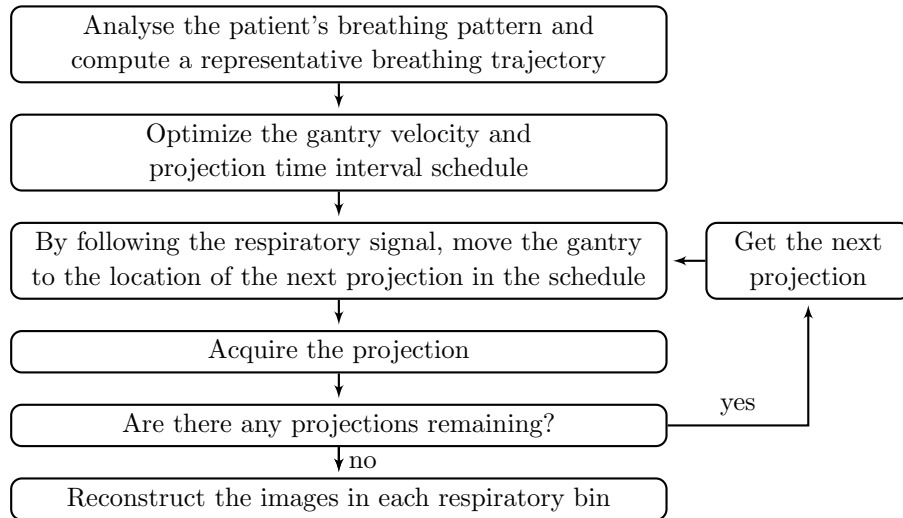 Analyse the patient's breathing pattern and
compute a representative breathing trajectory
Optimize the gantry velocity and
projection time interval schedule
By following the respiratory signal, move the gantry
to the location of the next projection in the schedule
Get the next
projection
Acquire the projection
Are there any projections remaining?
yes
no
Reconstruct the images in each respiratory bin